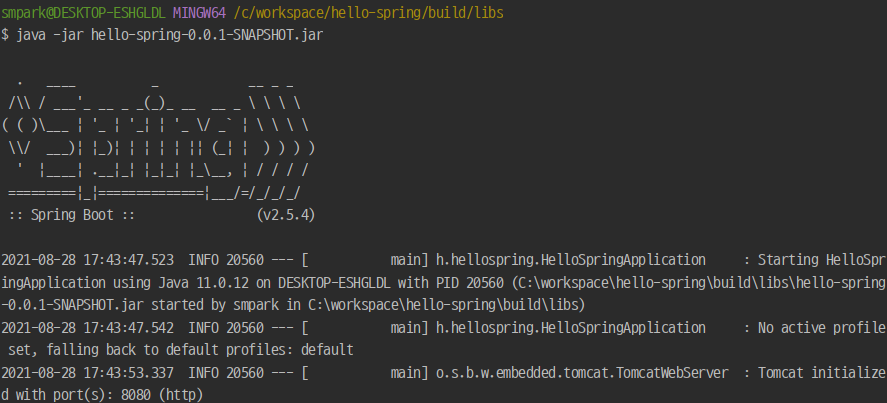 smpark@DESKTOP-ESHGLDL MINGW64 /c/workspace/hello-spring/build/libs
$ java -jar hello-spring-0.0.1-SNAPSHOT.jar
  .   ____          _            __ _ _
 /\\ / ___'_ __ _ _(_)_ __  __ _ \ \ \ \
( ( )\___ | '_ | '_| | '_ \/ _` | \ \ \ \
 \\/  ___)| |_)| | | | | || (_| |  ) ) ) )
  '  |____| .__|_| |_|_| |_\__, | / / / /
 =========|_|==============|___/=/_/_/_/
 :: Spring Boot ::                (v2.5.4)
2021-08-28 17:43:47.523  INFO 20560 --- [           main] h.hellospring.HelloSpringApplication     : Starting HelloSpr
ingApplication using Java 11.0.12 on DESKTOP-ESHGLDL with PID 20560 (C:\workspace\hello-spring\build\libs\hello-spring
-0.0.1-SNAPSHOT.jar started by smpark in C:\workspace\hello-spring\build\libs)
2021-08-28 17:43:47.542  INFO 20560 --- [           main] h.hellospring.HelloSpringApplication     : No active profile
 set, falling back to default profiles: default
2021-08-28 17:43:53.337  INFO 20560 --- [           main] o.s.b.w.embedded.tomcat.TomcatWebServer  : Tomcat initialize
d with port(s): 8080 (http)